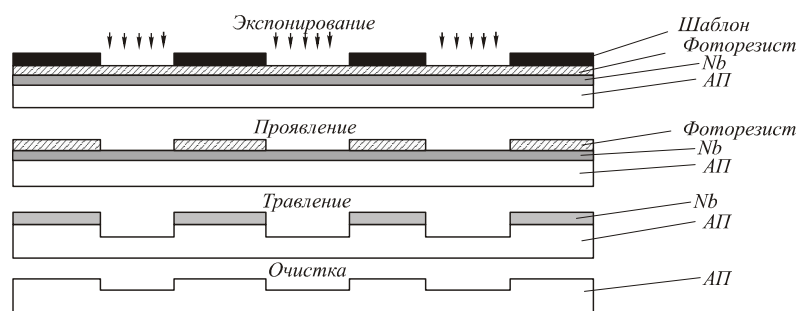 Экспонирование
Шаблон
Фоторезист
Nb
АП
Проявление
Фоторезист
Nb
АП
Травление
Nb
АП
Очистка
АП